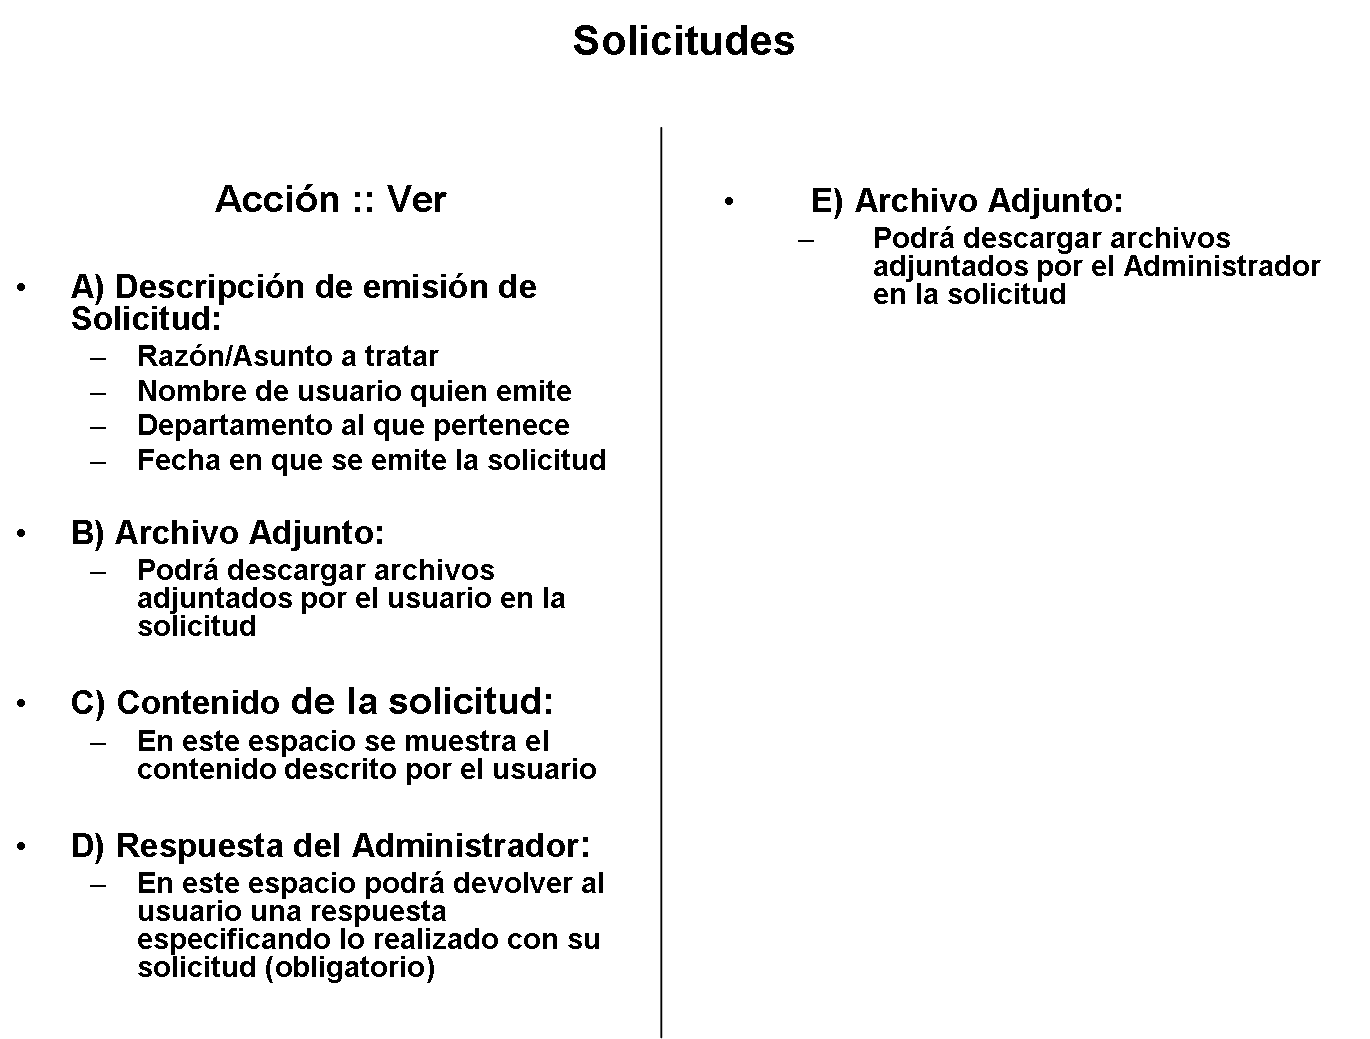 Solicitudes
Acción :: Ver
• A) Descripción de emisión de
Solicitud:
– Razón/Asunto a tratar
– Nombre de usuario quien emite
– Departamento al que pertenece
– Fecha en que se emite la solicitud
• B) Archivo Adjunto:
– Podrá descargar archivos
adjuntados por el usuario en la
solicitud
• C) Contenido de la solicitud:
– En este espacio se muestra el
contenido descrito por el usuario
• D) Respuesta del Administrador:
– En este espacio podrá devolver al
usuario una respuesta
especificando lo realizado con su
solicitud (obligatorio)
• E) Archivo Adjunto:
– Podrá descargar archivos
adjuntados por el Administrador
en la solicitud